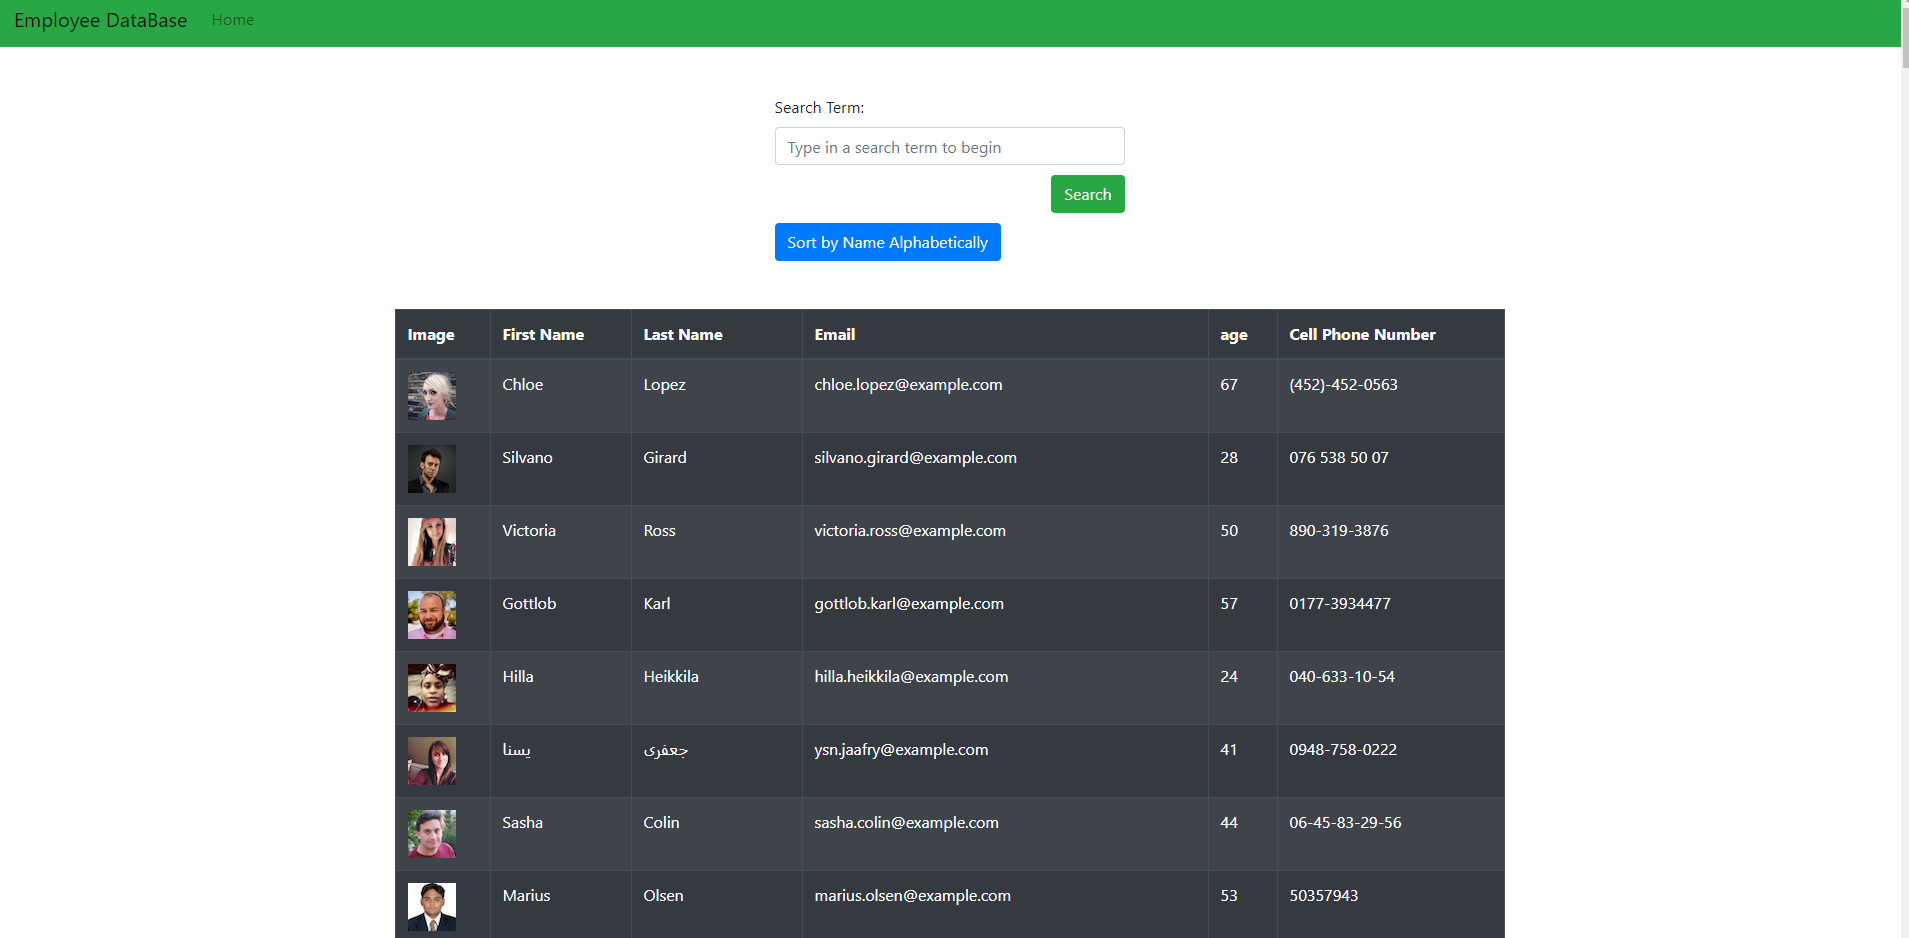 Employee DataBase Home
Search Term:
Type in a search term to begin
Search
Sort by Name Alphabetically
Image First Name Last Name Email age Cell Phone Number
Chloe Lopez chloe.lopez@example.com 67 (452)-452-0563
Silvano Girard silvano.girard@example.com 28 076 538 50 07
Victoria Ross victoria.ross@example.com 50 890-319-3876
Gottlob Karl gottlob.karl@example.com 57 0177-3934477
Hilla Heikkila hilla.heikkila@example.com 24 040-633-10-54
یسنا جعفری ysn.jaafry@example.com 41 0948-758-0222
Sasha Colin sasha.colin@example.com 44 06-45-83-29-56
Marius Olsen marius.olsen@example.com 53 50357943